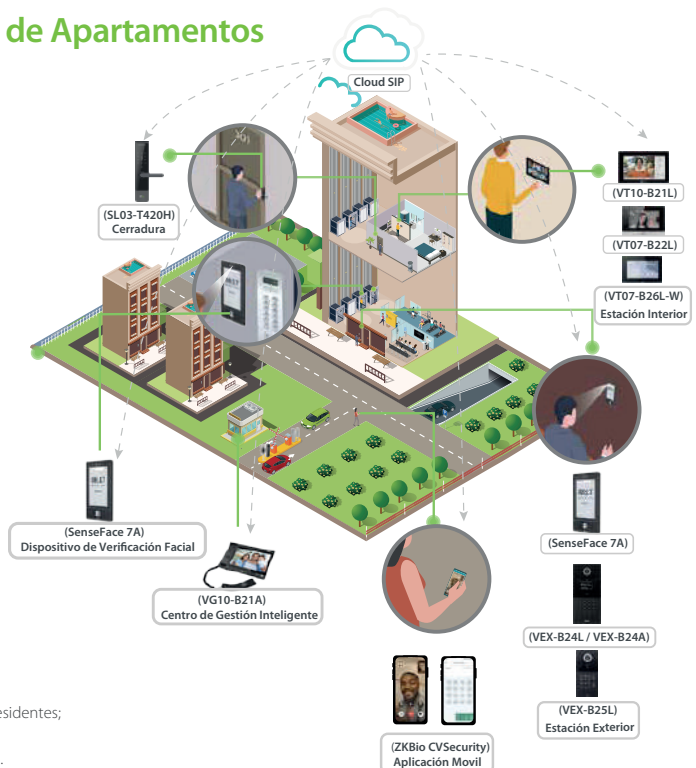 de Apartamentos
Cloud SIP
(SL03-T420H)
Cerradura
(VT10-B21L)
(VT07-B22L)
(VT07-B26L-W)
Estación Interior
(SenseFace 7A)
Dispositivo de Verificación Facial
(VG10-B21A)
Centro de Gestión Inteligente
(SenseFace 7A)
(VEX-B24L / VEX-B24A)
(VEX-B25L)
Estación Exterior
esidentes;
(ZKBio CVSecurity)
Aplicación Movil